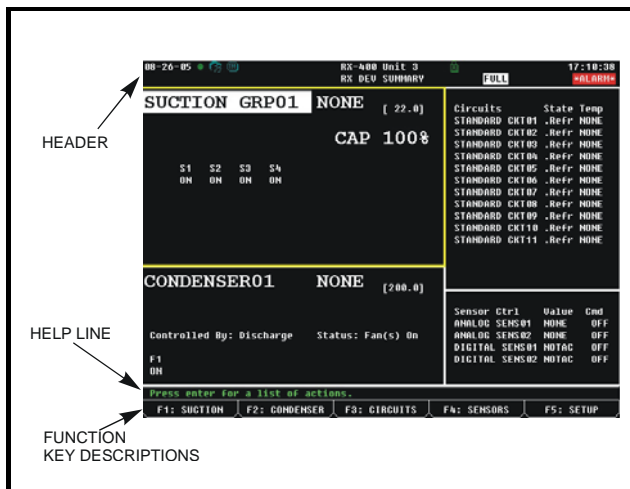 08-26-05 RX-400 Unit 3 17:10:38
RX DEV SUMMARY FULL *ALARM*
HEADER
SUCTION GRP01 NONE [ 22.0]
CAP 100%
S1 S2 S3 S4
ON ON ON ON
Circuits State Temp
STANDARD CKT01 .Refr NONE
STANDARD CKT02 .Refr NONE
STANDARD CKT03 .Refr NONE
STANDARD CKT04 .Refr NONE
STANDARD CKT05 .Refr NONE
STANDARD CKT06 .Refr NONE
STANDARD CKT07 .Refr NONE
STANDARD CKT08 .Refr NONE
STANDARD CKT09 .Refr NONE
STANDARD CKT10 .Refr NONE
STANDARD CKT11 .Refr NONE
CONDENSER01 NONE [200.0]
Controlled By: Discharge Status: Fan(s) On
F1
ON
Sensor Ctrl Value Cmd
ANALOG SENS01 NONE OFF
ANALOG SENS02 NONE OFF
DIGITAL SENS01 NOTAC OFF
DIGITAL SENS02 NOTAC OFF
HELP LINE
Press enter for a list of actions.
F1: SUCTION F2: CONDENSER F3: CIRCUITS F4: SENSORS F5: SETUP
FUNCTION
KEY DESCRIPTIONS